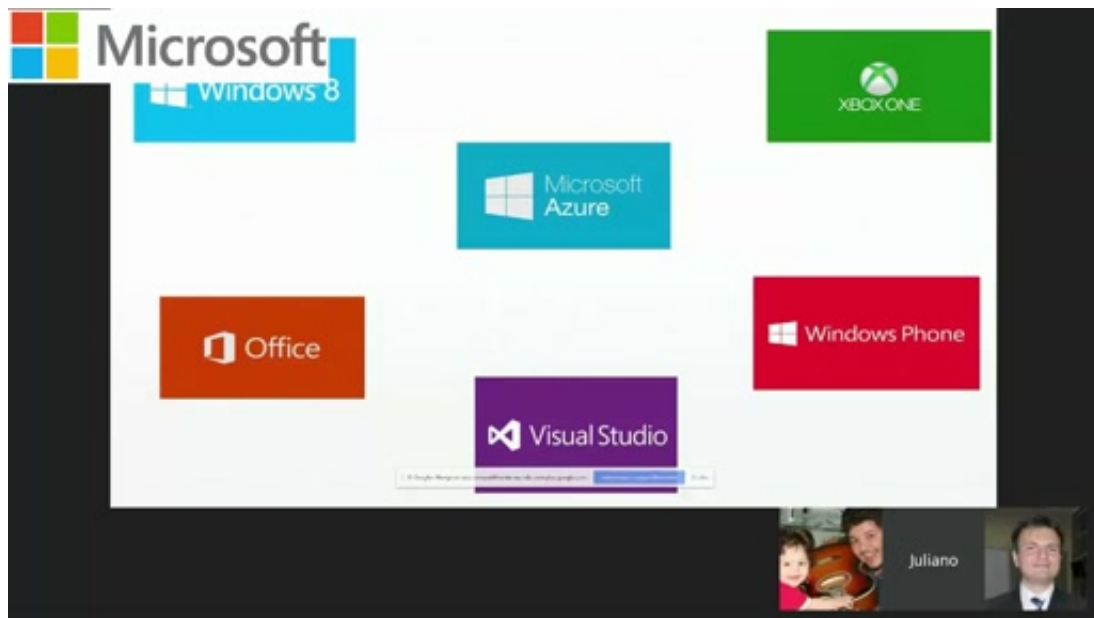 Microsoft
Windows 8
XBOX ONE
Microsoft
Azure
Office
Windows Phone
Visual Studio
Juliano